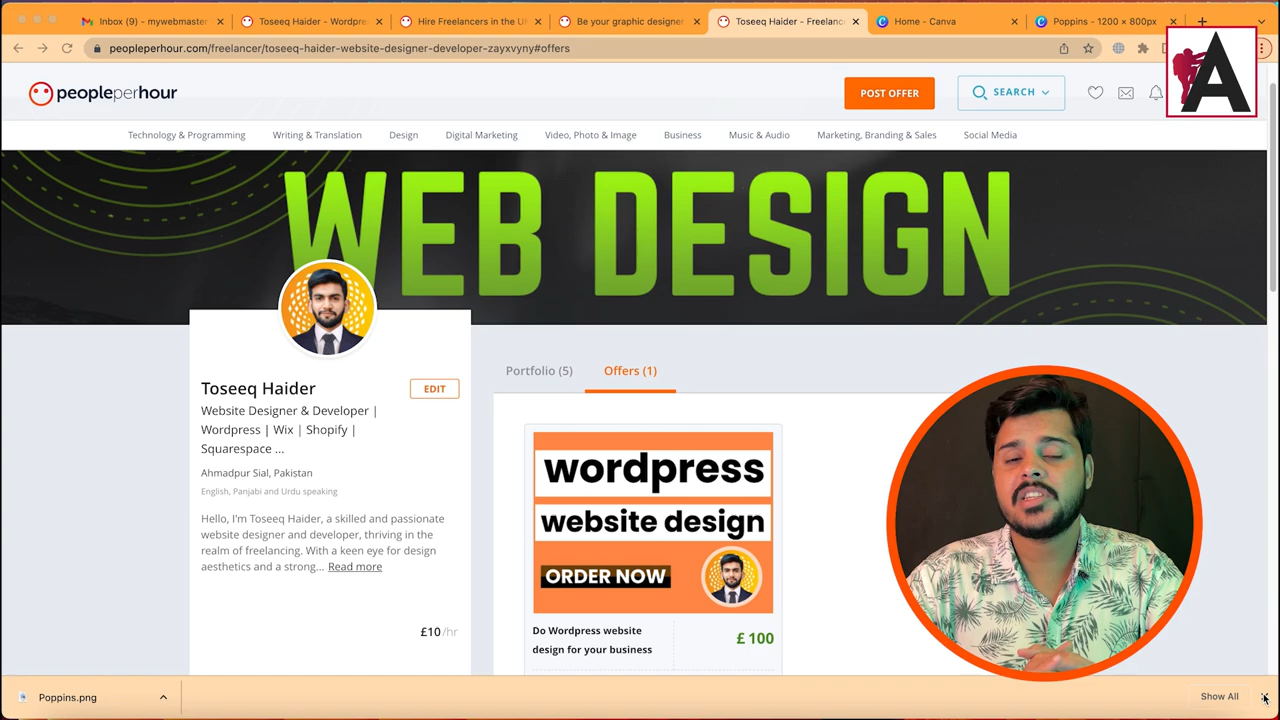 Inbox (9) - mywebmaster
Toseeq Haider - Wordpre
Hire Freelancers in the U
Be your graphic designer
Toseeq Haider - Freelanc
Home - Canva
Poppins - 1200 × 800px
peopleperhour.com/freelancer/toseeq-haider-website-designer-developer-zayxvyny#offers
A
peopleperhour
POST OFFER
SEARCH
Technology & Programming
Writing & Translation
Design
Digital Marketing
Video, Photo & Image
Business
Music & Audio
Marketing, Branding & Sales
Social Media
WEB DESIGN
Toseeq Haider
EDIT
Website Designer & Developer |
Wordpress | Wix | Shopify |
Squarespace ...
Ahmadpur Sial, Pakistan
English, Panjabi and Urdu speaking
Hello, I'm Toseeq Haider, a skilled and passionate
website designer and developer, thriving in the
realm of freelancing. With a keen eye for design
aesthetics and a strong... Read more
£10/hr
Portfolio (5)
Offers (1)
wordpress
website design
ORDER NOW
Do Wordpress website
design for your business
£ 100
Poppins.png
Show All